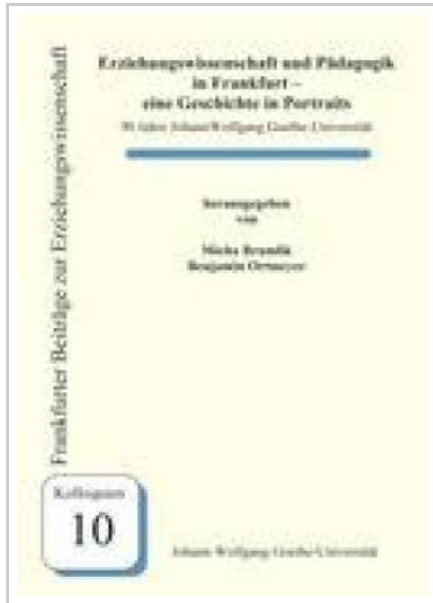 Frankfurter Beiträge zur Erziehungswissenschaft
Erziehungswissenschaft und Pädagogik
in Frankfurt –
eine Geschichte in Portraits
90 Jahre Johann Wolfgang Goethe-Universität
herausgegeben
von
Micha Brumlik
Benjamin Ortmeyer
Kolloquien
10
Johann Wolfgang Goethe-Universität